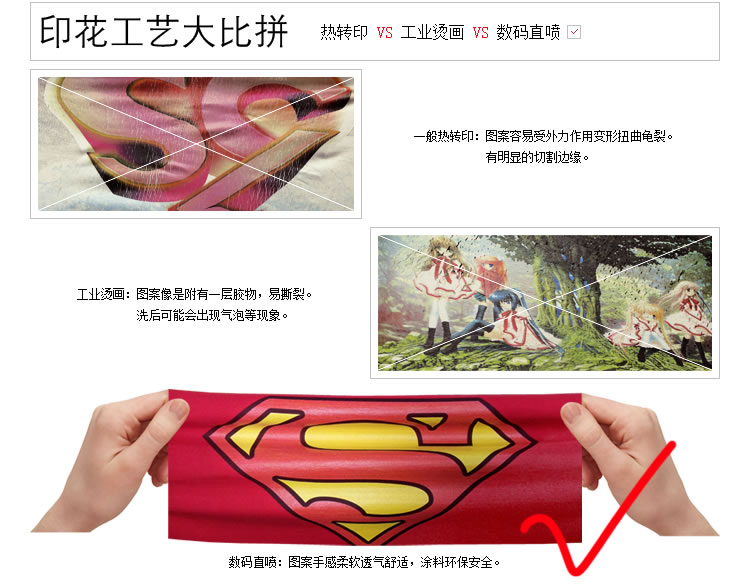 印花工艺大比拼
热转印 VS 工业烫画 VS 数码直喷
一般热转印：图案容易受外力作用变形扭曲龟裂。
有明显的切割边缘。
工业烫画：图案像是附有一层胶物，易撕裂。
洗后可能会出现气泡等现象。
数码直喷：图案手感柔软透气舒适，涂料环保安全。